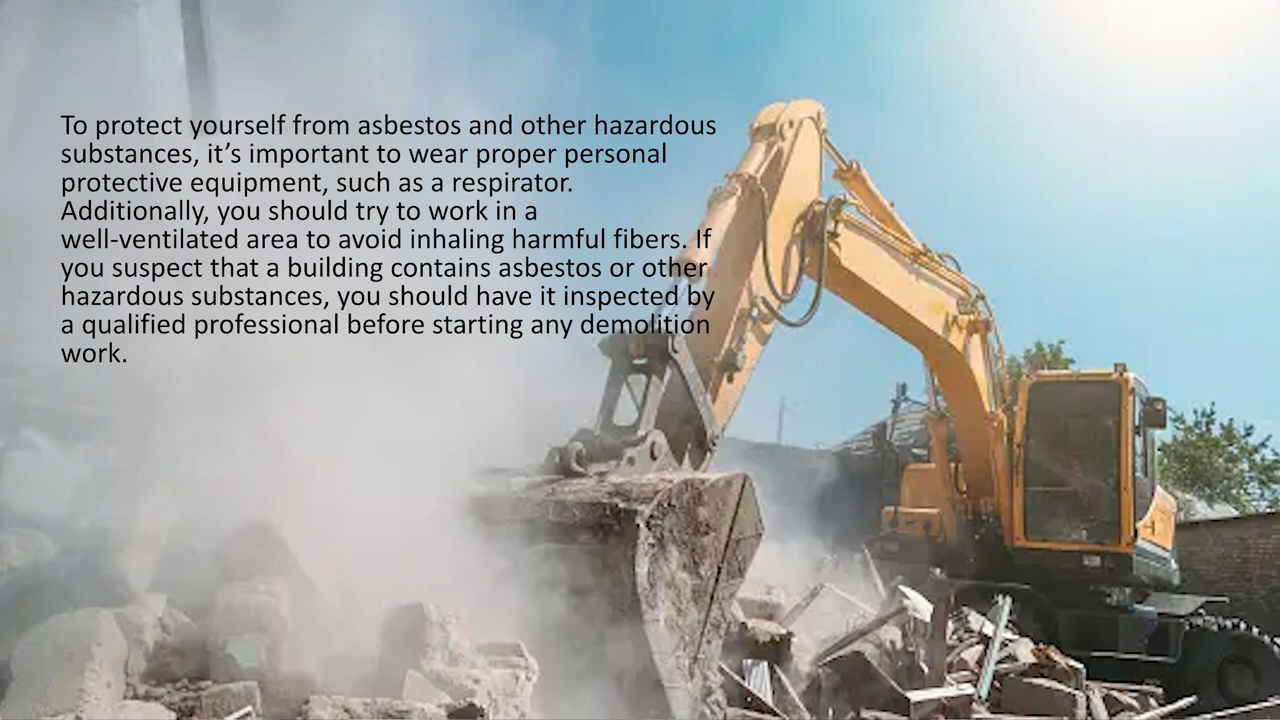 To protect yourself from asbestos and other hazardous
substances, it’s important to wear proper personal
protective equipment, such as a respirator.
Additionally, you should try to work in a
well-ventilated area to avoid inhaling harmful fibers. If
you suspect that a building contains asbestos or other
hazardous substances, you should have it inspected by
a qualified professional before starting any demolition
work.